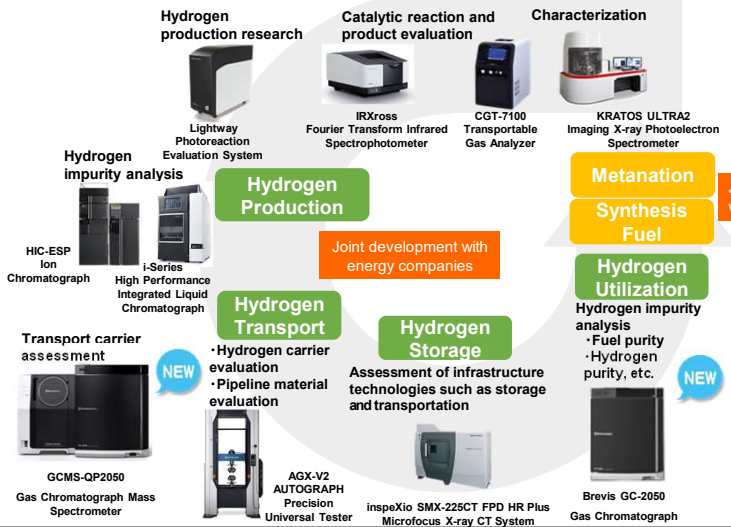 Hydrogen
production research
Catalytic reaction and
product evaluation
Characterization
Lightway
Photoreaction
Evaluation System
IRXross
Fourier Transform Infrared
Spectrophotometer
CGT-7100
Transportable
Gas Analyzer
KRATOS ULTRA2
Imaging X-ray Photoelectron
Spectrometer
Hydrogen
impurity analysis
Hydrogen
Production
Metanation
Synthesis
Fuel
HIC-ESP
Ion
Chromatograph
i-Series
High Performance
Integrated Liquid
Chromatograph
Joint development with
energy companies
Hydrogen
Utilization
Hydrogen
Transport
Hydrogen
Storage
Hydrogen impurity
analysis
・Fuel purity
・Hydrogen
purity, etc.
Transport carrier
assessment
NEW
・Hydrogen carrier
evaluation
・Pipeline material
evaluation
Assessment of infrastructure
technologies such as storage
and transportation
NEW
GCMS-QP2050
Gas Chromatograph Mass
Spectrometer
AGX-V2
AUTOGRAPH
Precision
Universal Tester
inspeXio SMX-225CT FPD HR Plus
Microfocus X-ray CT System
Brevis GC-2050
Gas Chromatograph